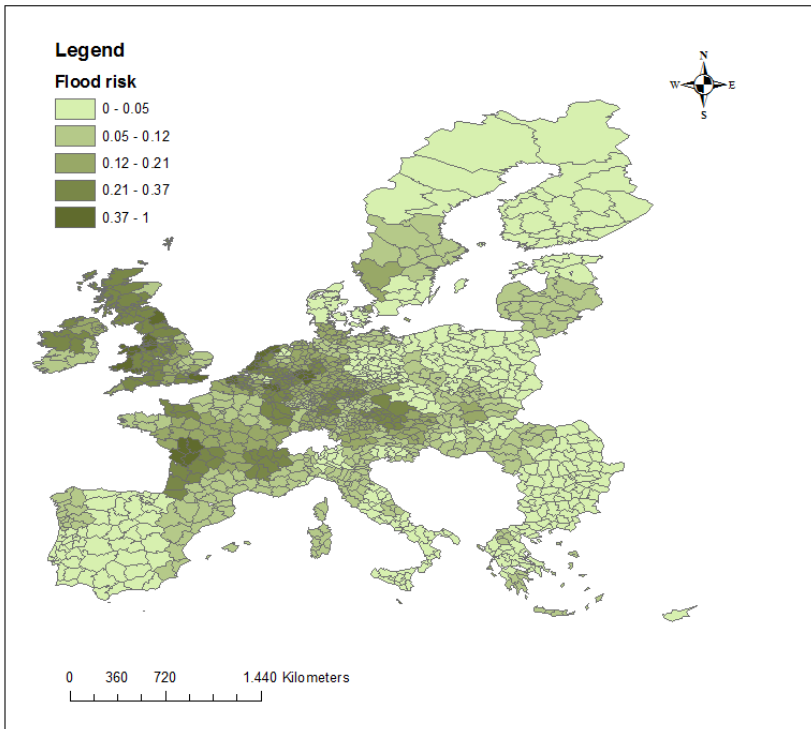 Legend
Flood risk
0 - 0.05
0.05 - 0.12
0.12 - 0.21
0.21 - 0.37
0.37 - 1
N
W E
S
0 360 720 1.440 Kilometers